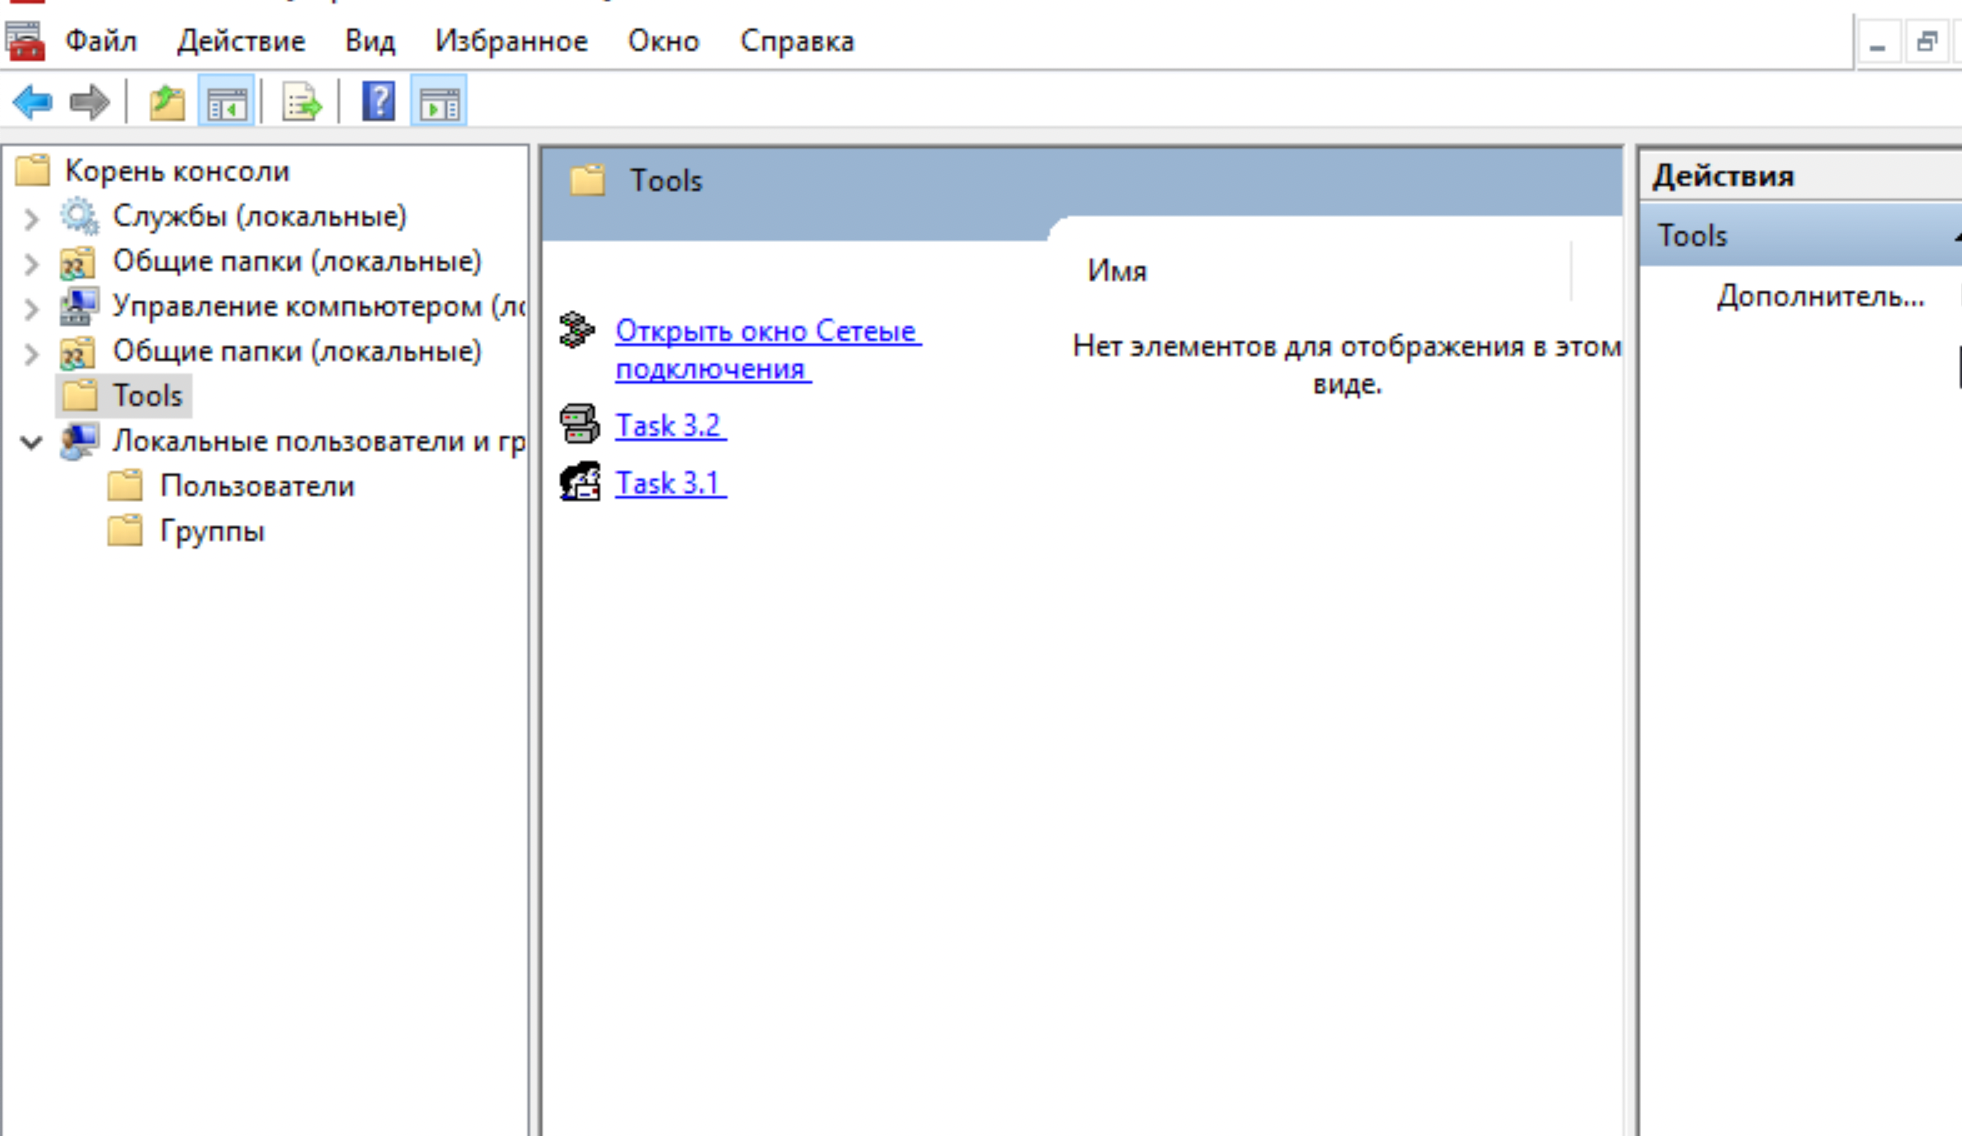 Файл Действие Вид Избранное Окно Справка
Корень консоли
Службы (локальные)
Общие папки (локальные)
Управление компьютером (ло
Общие папки (локальные)
Tools
Локальные пользователи и гр
Пользователи
Группы
Tools
Имя
Открыть окно Сетеые
подключения
Task 3.2
Task 3.1
Нет элементов для отображения в этом
виде.
Действия
Tools
Дополнитель...